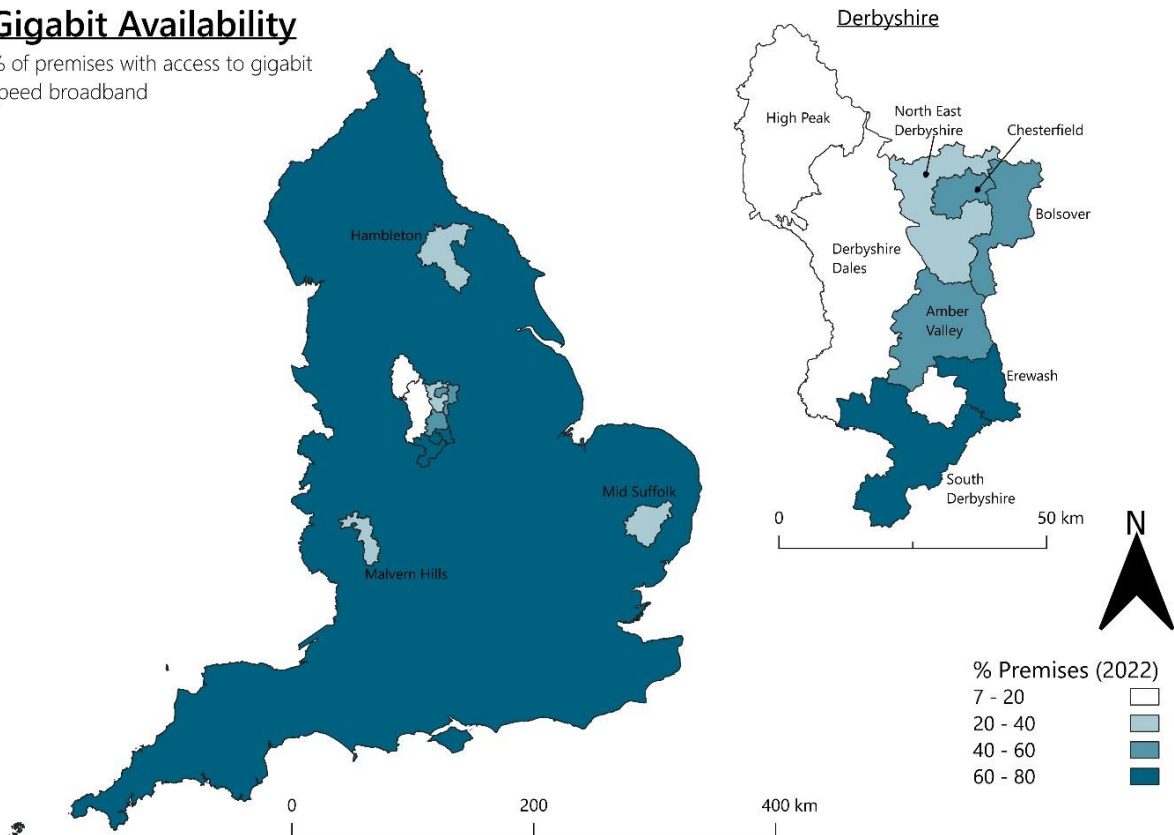 Gigabit Availability
% of premises with access to gigabit
speed broadband
Derbyshire
High Peak
North East
Derbyshire
Chesterfield
Bolsover
Derbyshire
Dales
Amber
Valley
Erewash
South
Derbyshire
0 50 km
N
Hambleton
Mid Suffolk
Malvern Hills
% Premises (2022)
7 - 20
20 - 40
40 - 60
60 - 80
0 200 400 km